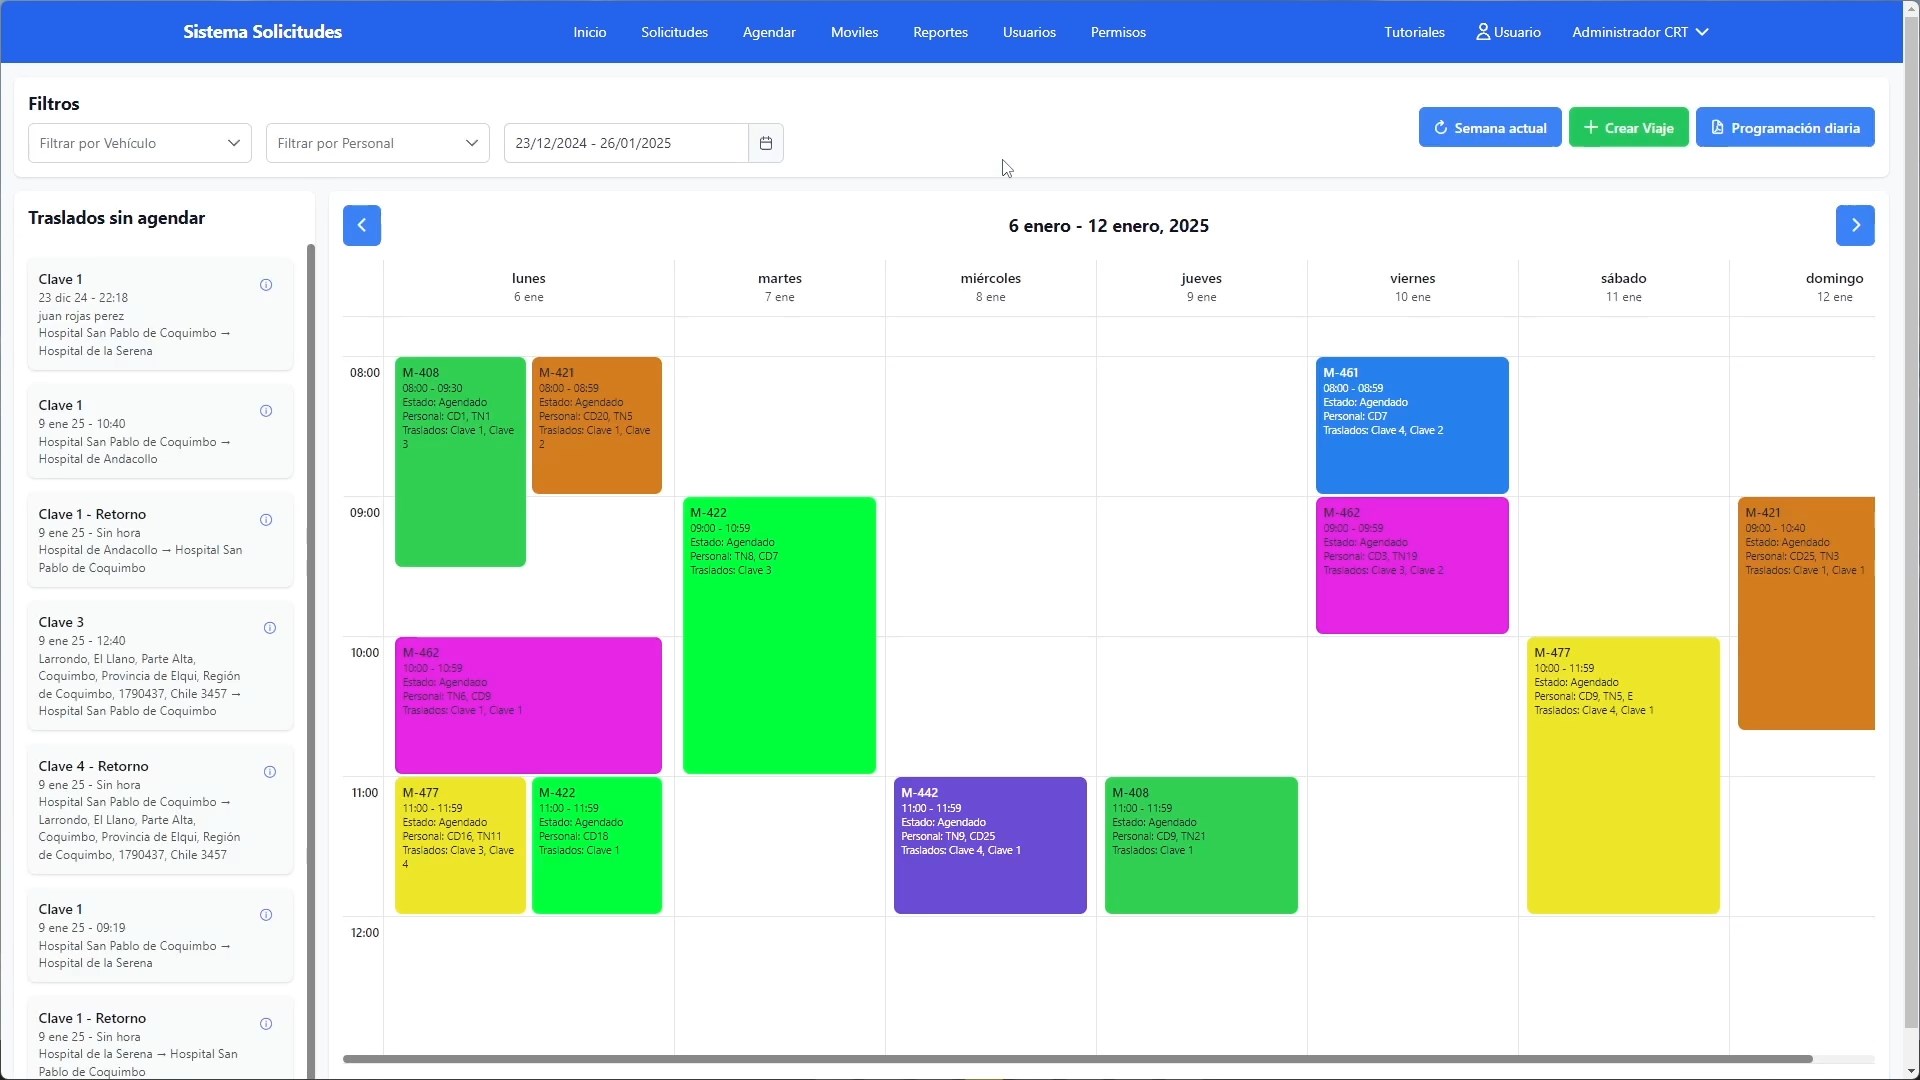 Sistema Solicitudes
Inicio
Solicitudes
Agendar
Moviles
Reportes
Usuarios
Permisos
Tutoriales
Usuario
Administrador CRT
Filtros
Filtrar por Vehículo
Filtrar por Personal
23/12/2024 - 26/01/2025
Semana actual
Crear Viaje
Programación diaria
Traslados sin agendar
Clave 1
23 dic 24 - 22:18
juan rojas perez
Hospital San Pablo de Coquimbo →
Hospital de la Serena
Clave 1
9 ene 25 - 10:40
Hospital San Pablo de Coquimbo →
Hospital de Andacollo
Clave 1 - Retorno
9 ene 25 - Sin hora
Hospital de Andacollo → Hospital San
Pablo de Coquimbo
Clave 3
9 ene 25 - 12:40
Larrondo, El Llano, Parte Alta,
Coquimbo, Provincia de Elqui, Región
de Coquimbo, 1790437, Chile 3457 →
Hospital San Pablo de Coquimbo
Clave 4 - Retorno
9 ene 25 - Sin hora
Hospital San Pablo de Coquimbo →
Larrondo, El Llano, Parte Alta,
Coquimbo, Provincia de Elqui, Región
de Coquimbo, 1790437, Chile 3457
Clave 1
9 ene 25 - 09:19
Hospital San Pablo de Coquimbo →
Hospital de la Serena
Clave 1 - Retorno
9 ene 25 - Sin hora
Hospital de la Serena → Hospital San
Pablo de Coquimbo
6 enero - 12 enero, 2025
lunes
6 ene
martes
7 ene
miércoles
8 ene
jueves
9 ene
viernes
10 ene
sábado
11 ene
domingo
12 ene
08:00
M-408
08:00 - 09:30
Estado: Agendado
Personal: CD1, TN1
Traslados: Clave 1, Clave
3
M-421
08:00 - 08:59
Estado: Agendado
Personal: CD20, TN5
Traslados: Clave 1, Clave
2
M-461
08:00 - 08:59
Estado: Agendado
Personal: CD7
Traslados: Clave 4, Clave 2
09:00
M-422
09:00 - 10:59
Estado: Agendado
Personal: TN8, CD7
Traslados: Clave 3
M-462
09:00 - 09:59
Estado: Agendado
Personal: CD3, TN19
Traslados: Clave 3, Clave 2
M-421
09:00 - 10:40
Estado: Agendado
Personal: CD25, TN3
Traslados: Clave 1, Clave 1
10:00
M-462
10:00 - 10:59
Estado: Agendado
Personal: TN6, CD9
Traslados: Clave 1, Clave 1
M-477
10:00 - 11:59
Estado: Agendado
Personal: CD9, TN5, E
Traslados: Clave 4, Clave 1
11:00
M-477
11:00 - 11:59
Estado: Agendado
Personal: CD16, TN11
Traslados: Clave 3, Clave
4
M-422
11:00 - 11:59
Estado: Agendado
Personal: CD18
Traslados: Clave 1
M-442
11:00 - 11:59
Estado: Agendado
Personal: TN9, CD25
Traslados: Clave 4, Clave 1
M-408
11:00 - 11:59
Estado: Agendado
Personal: CD9, TN21
Traslados: Clave 1
12:00